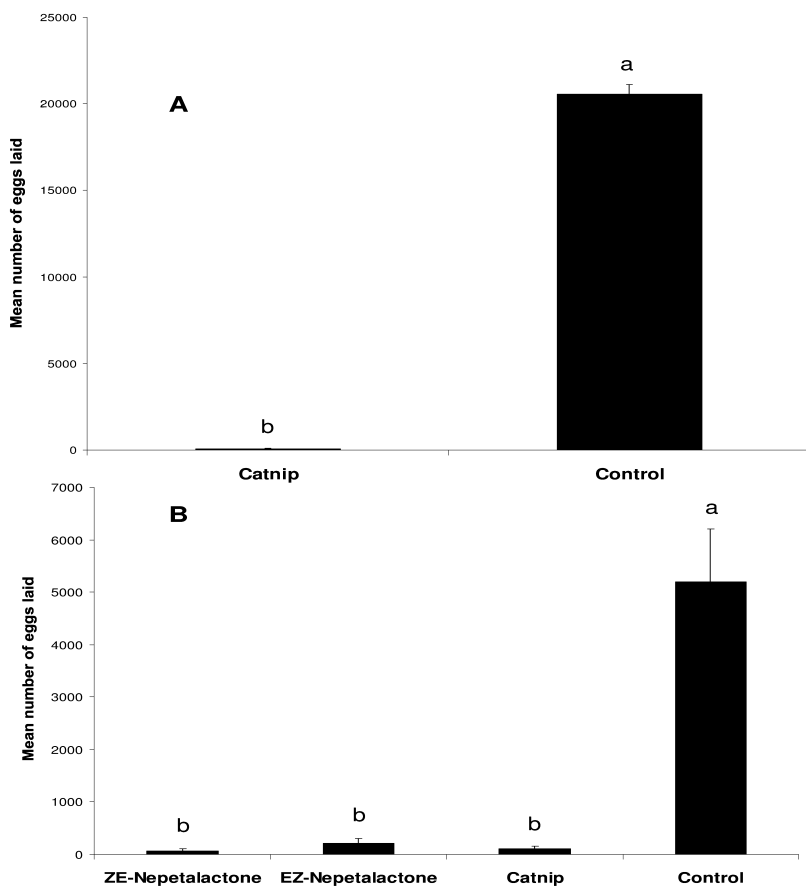 25000
a
A
20000
15000
Mean number of eggs laid
10000
5000
b
0
Catnip Control
7000
B
a
6000
5000
Mean number of eggs laid
4000
3000
2000
1000
b b b
0
ZE-Nepetalactone EZ-Nepetalactone Catnip Control